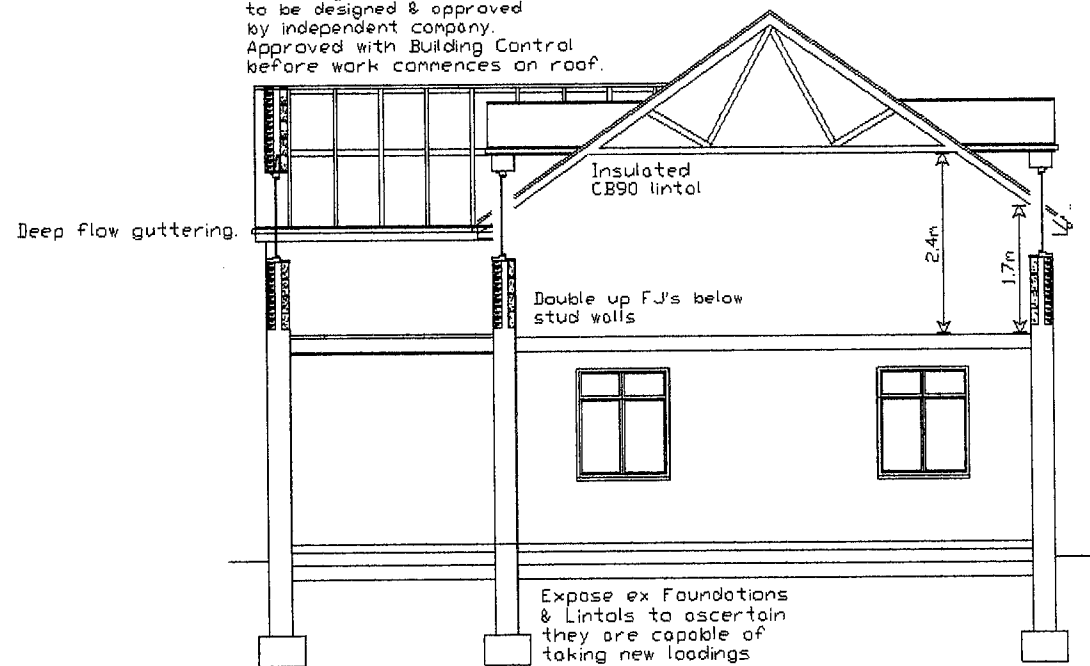 to be designed & approved
by independent company.
Approved with Building Control
before work commences on roof.
Insulated
CB90 lintol
Deep flow guttering.
2.4m
1.7m
Double up FJ's below
stud walls
Expose ex Foundations
& Lintols to ascertain
they are capable of
taking new loadings